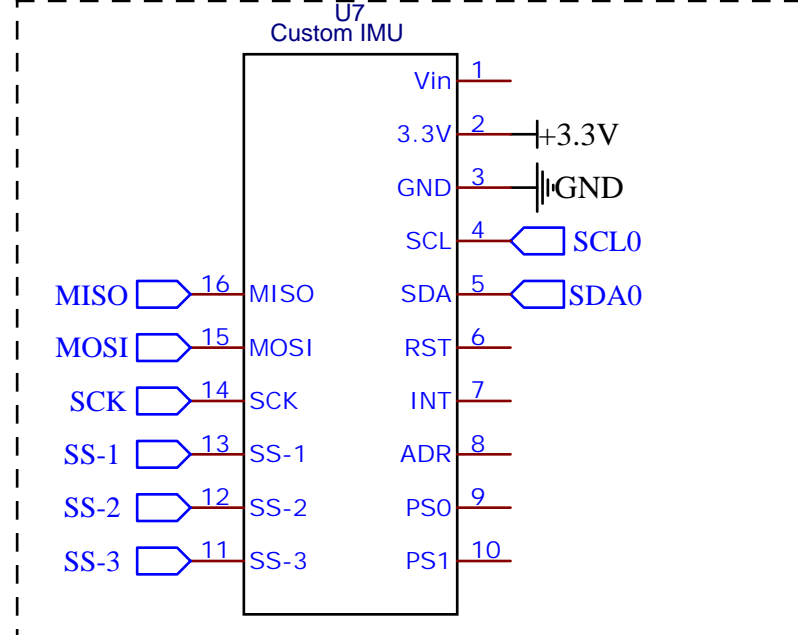 U7
Custom IMU
Vin 1
3.3V 2 +3.3V
GND 3 GND
SCL 4 SCL0
MISO 16 MISO SDA 5 SDA0
MOSI 15 MOSI RST 6
SCK 14 SCK INT 7
SS-1 13 SS-1 ADR 8
SS-2 12 SS-2 PS0 9
SS-3 11 SS-3 PS1 10